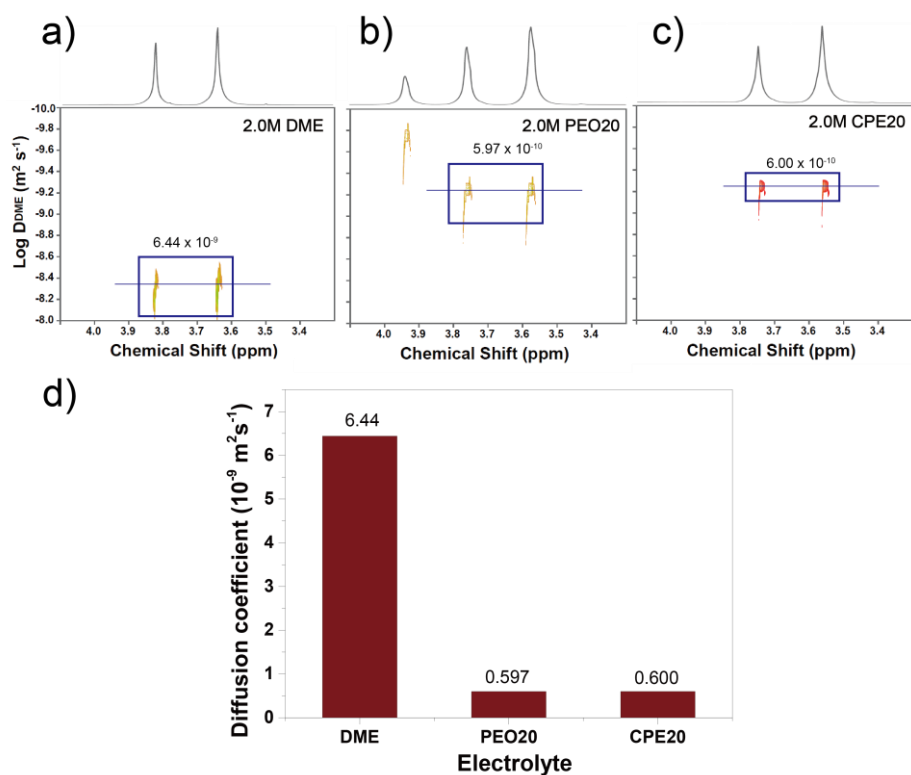 a)
2.0M DME
6.44 x 10⁻⁹
-10.0
-9.8
-9.6
-9.4
-9.2
-9.0
-8.8
-8.6
-8.4
-8.2
-8.0
Log DDME (m² s⁻¹)
4.0 3.9 3.8 3.7 3.6 3.5 3.4
Chemical Shift (ppm)
b)
2.0M PEO20
5.97 x 10⁻¹⁰
4.0 3.9 3.8 3.7 3.6 3.5 3.4
Chemical Shift (ppm)
c)
2.0M CPE20
6.00 x 10⁻¹⁰
4.0 3.9 3.8 3.7 3.6 3.5 3.4
Chemical Shift (ppm)
d)
Diffusion coefficient (10⁻⁹ m²s⁻¹)
7
6
5
4
3
2
1
0
6.44
0.597
0.600
DME PEO20 CPE20
Electrolyte